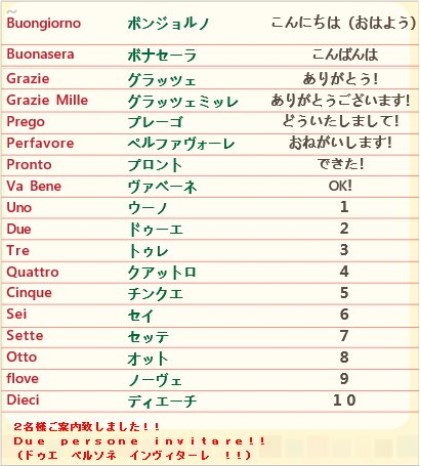 Buongiorno ボンジョルノ こんにちは（おはよう）
Buonasera ボナセーラ こんばんは
Grazie グラッツェ ありがとう!
Grazie Mille グラッツェミッレ ありがとうございます!
Prego プレーゴ どういたしまして!
Perfavore ペルファヴォーレ おねがいします!
Pronto プロント できた!
Va Bene ヴァベーネ OK!
Uno ウーノ 1
Due ドゥーエ 2
Tre トゥレ 3
Quattro クアットロ 4
Cinque チンクエ 5
Sei セイ 6
Sette セッテ 7
Otto オット 8
flove ノーヴェ 9
Dieci ディエーチ 10
２名様ご案内致しました！！
Ｄｕｅ ｐｅｒｓｏｎｅ ｉｎｖｉｔａｒｅ！！
（ドゥエ ペルソネ インヴィターレ ！！）